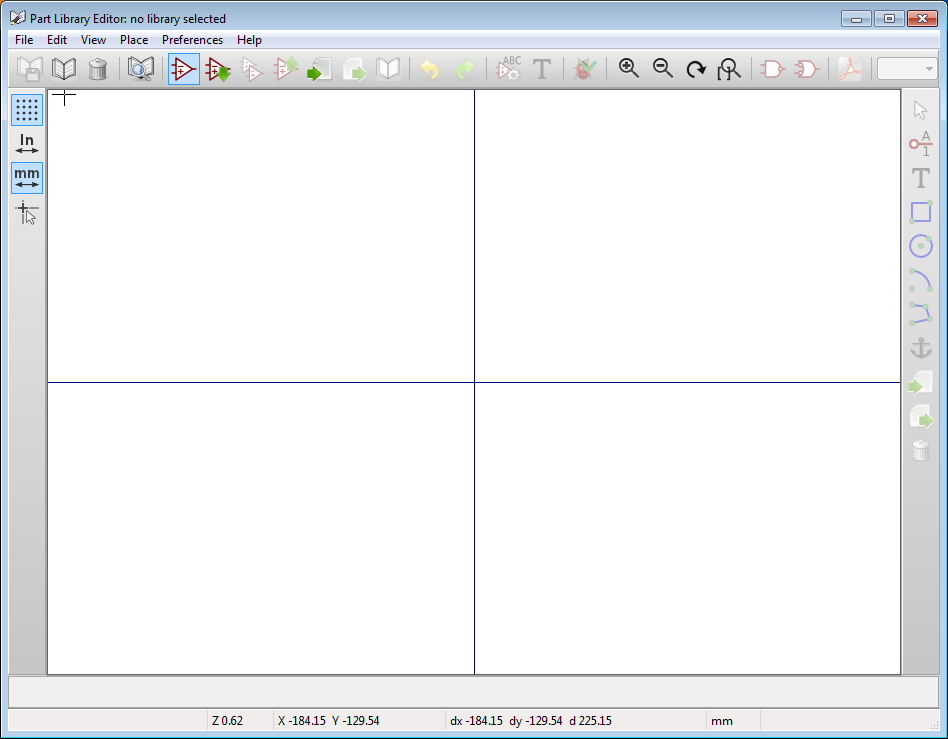 Part Library Editor: no library selected
File Edit View Place Preferences Help
ABC T
In
mm
A
1
T
Z 0.62 X -184.15 Y -129.54 dx -184.15 dy -129.54 d 225.15 mm